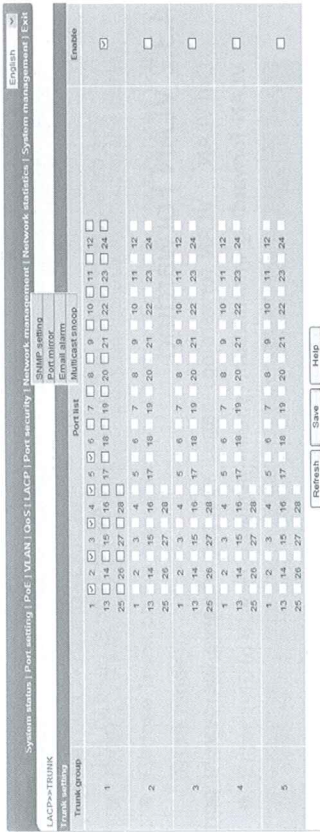 English
System status | Port setting | PoE | VLAN | QoS | LACP | Port security | Network management | Network statistics | System management | Exit
SNMP setting
Port mirror
Email alarm
Multicast snoop
LACP>>TRUNK
Trunk setting
Trunk group Port list Enable
1
1 2 3 4 5 6 7 8 9 10 11 12
13 14 15 16 17 18 19 20 21 22 23 24
25 26 27 28
2
1 2 3 4 5 6 7 8 9 10 11 12
13 14 15 16 17 18 19 20 21 22 23 24
25 26 27 28
3
1 2 3 4 5 6 7 8 9 10 11 12
13 14 15 16 17 18 19 20 21 22 23 24
25 26 27 28
4
1 2 3 4 5 6 7 8 9 10 11 12
13 14 15 16 17 18 19 20 21 22 23 24
25 26 27 28
5
1 2 3 4 5 6 7 8 9 10 11 12
13 14 15 16 17 18 19 20 21 22 23 24
25 26 27 28
Refresh Save Help